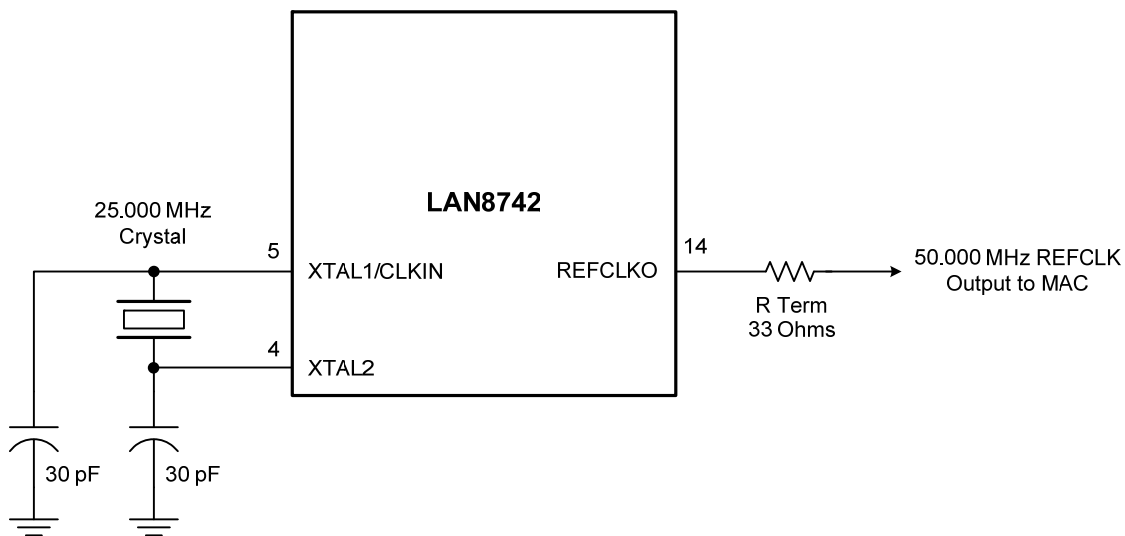 LAN8742
25.000 MHz
Crystal
5
XTAL1/CLKIN
REFCLKO
14
50.000 MHz REFCLK
Output to MAC
R Term
33 Ohms
4
XTAL2
30 pF
30 pF